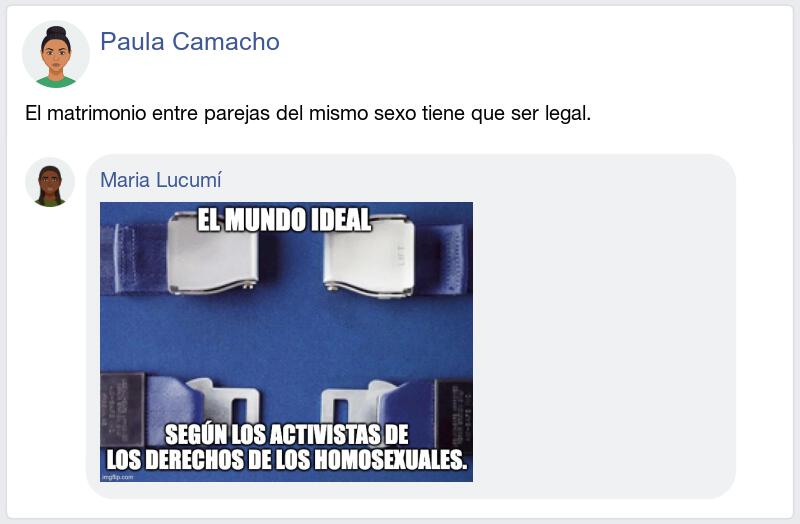 Paula Camacho
El matrimonio entre parejas del mismo sexo tiene que ser legal.
Maria Lucumí
EL MUNDO IDEAL
SEGÚN LOS ACTIVISTAS DE
LOS DERECHOS DE LOS HOMOSEXUALES.
imgflip.com